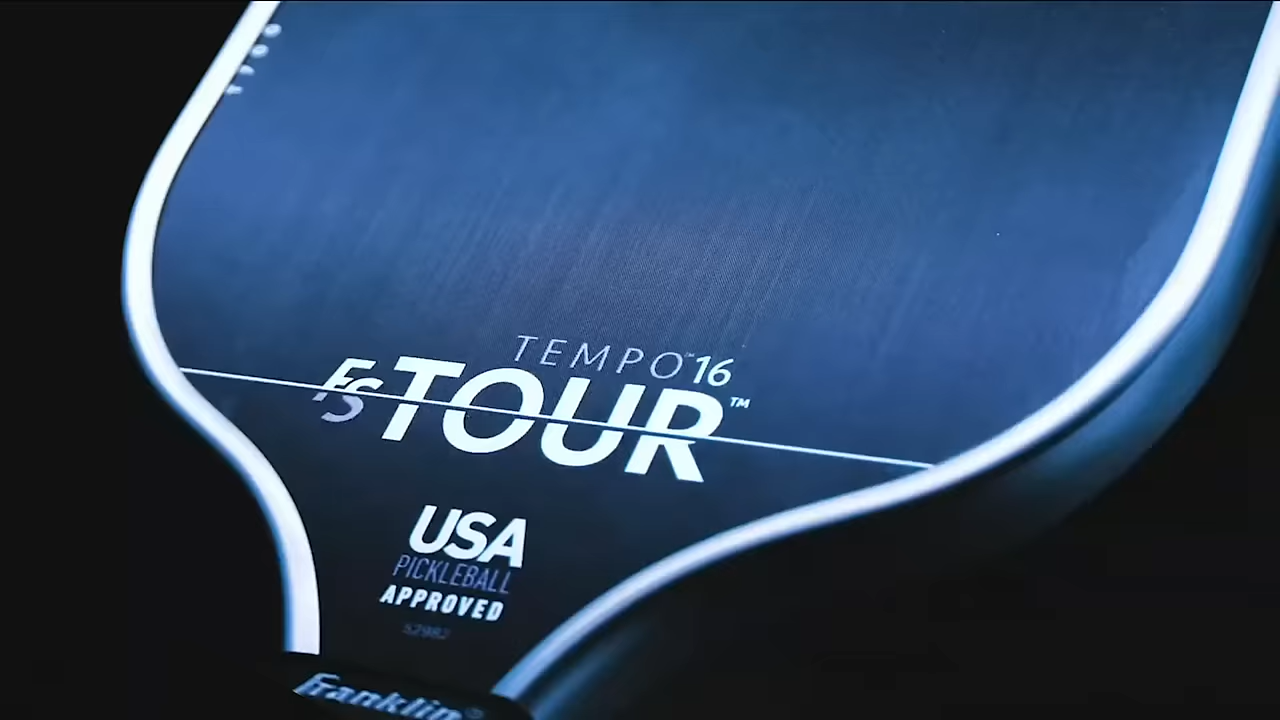 TEMPO™16
FS TOUR™
USA
PICKLEBALL
APPROVED
Franklin®